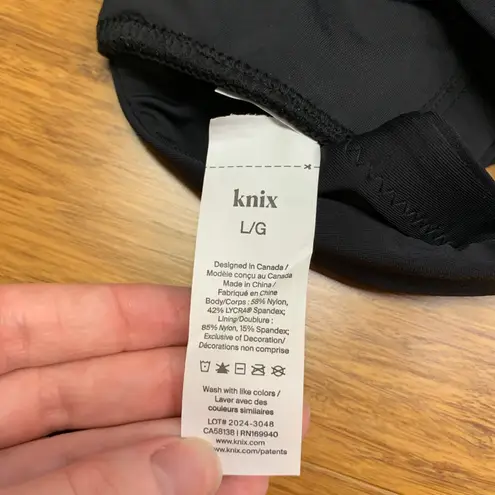 knix
L/G
Designed in Canada /
Modèle conçu au Canada
Made in China /
Fabriqué en Chine
Body/Corps : 58% Nylon,
42% LYCRA® Spandex;
Lining/Doublure :
85% Nylon, 15% Spandex;
Exclusive of Decoration/
Décorations non comprise
Wash with like colors /
Laver avec des
couleurs similaires
LOT# 2024-3048
CA58138 | RN169940
www.knix.com
www.knix.com/patents